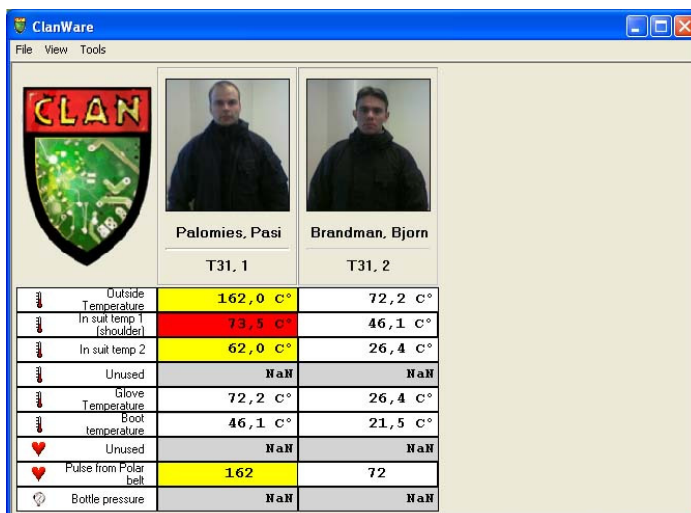 ClanWare
File View Tools
CLAN
Palomies, Pasi Brandman, Bjorn
T31, 1 T31, 2
Outside Temperature 162,0 C° 72,2 C°
In suit temp 1 (shoulder) 73,5 C° 46,1 C°
In suit temp 2 62,0 C° 26,4 C°
Unused NaN NaN
Glove Temperature 72,2 C° 26,4 C°
Boot temperature 46,1 C° 21,5 C°
Unused NaN NaN
Pulse from Polar belt 162 72
Bottle pressure NaN NaN